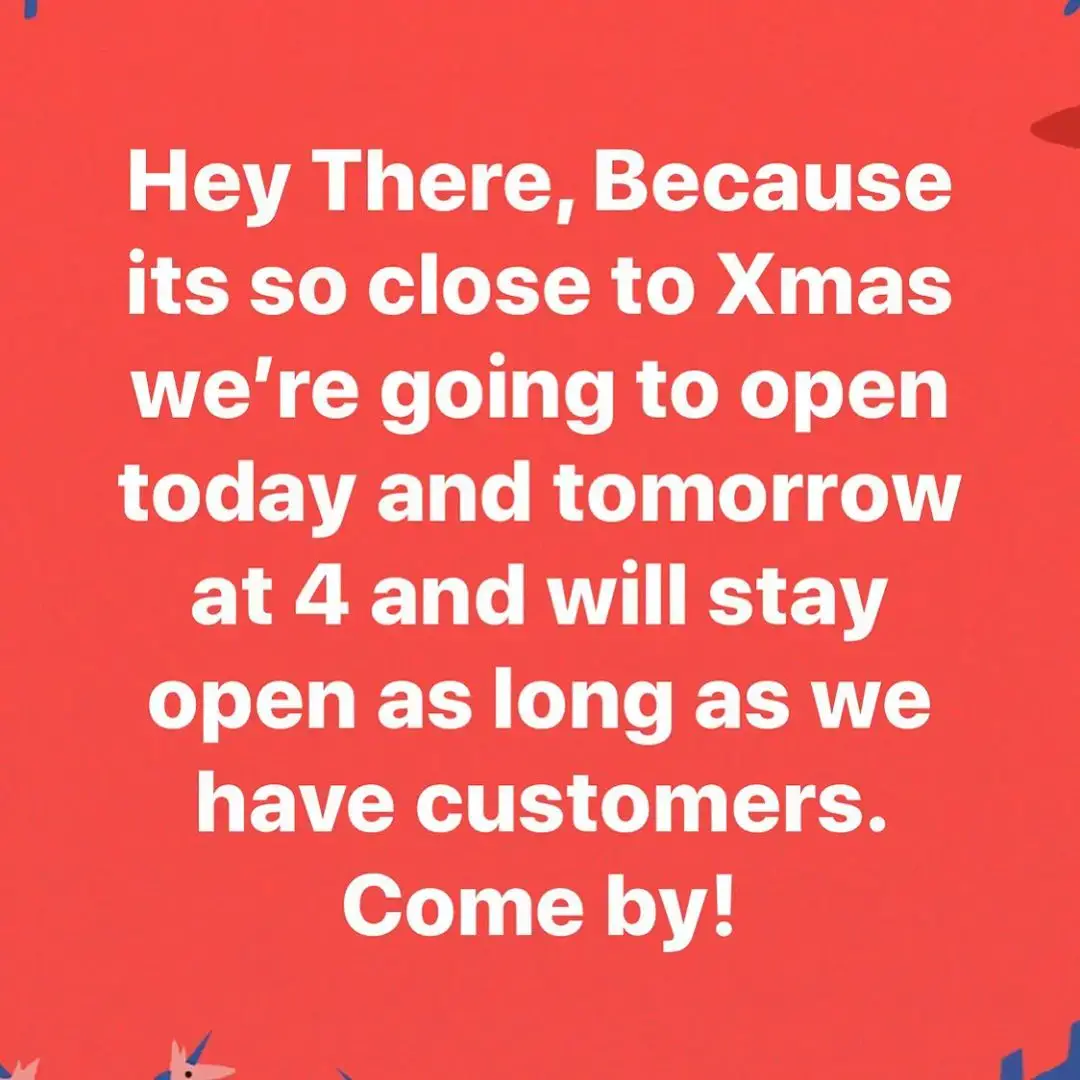 Hey There, Because
its so close to Xmas
we’re going to open
today and tomorrow
at 4 and will stay
open as long as we
have customers.
Come by!